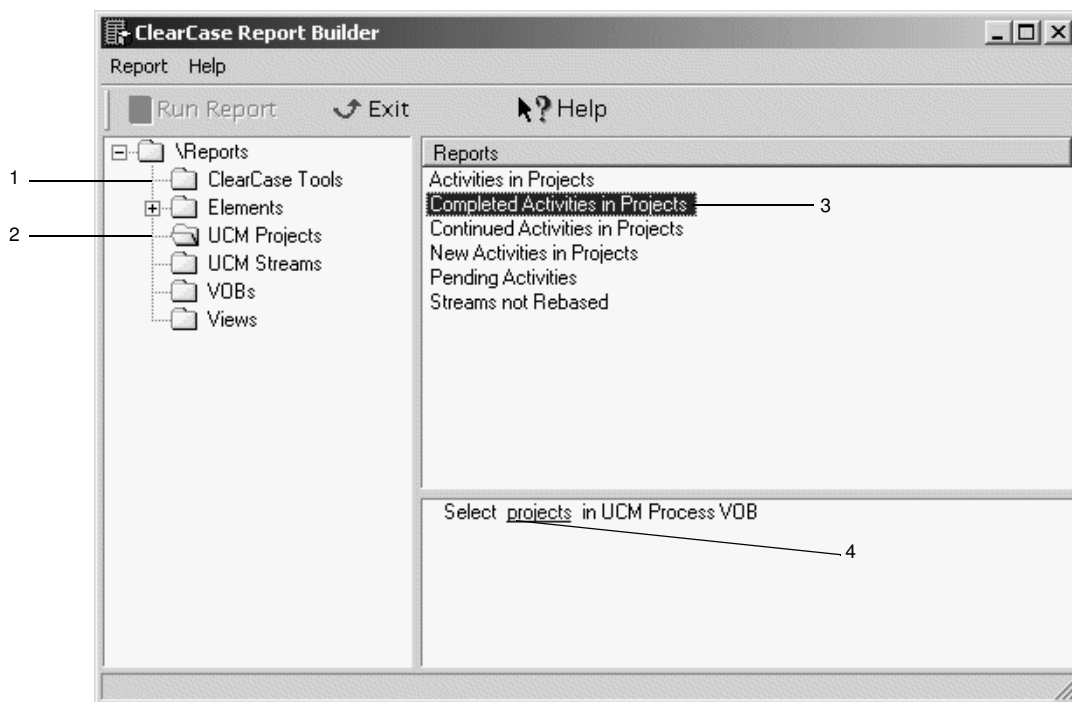 ClearCase Report Builder
Report Help
Run Report Exit Help
\Reports
ClearCase Tools
Elements
UCM Projects
UCM Streams
VOBs
Views
1
2
Reports
Activities in Projects
Completed Activities in Projects
Continued Activities in Projects
New Activities in Projects
Pending Activities
Streams not Rebased
3
Select projects in UCM Process VOB
4